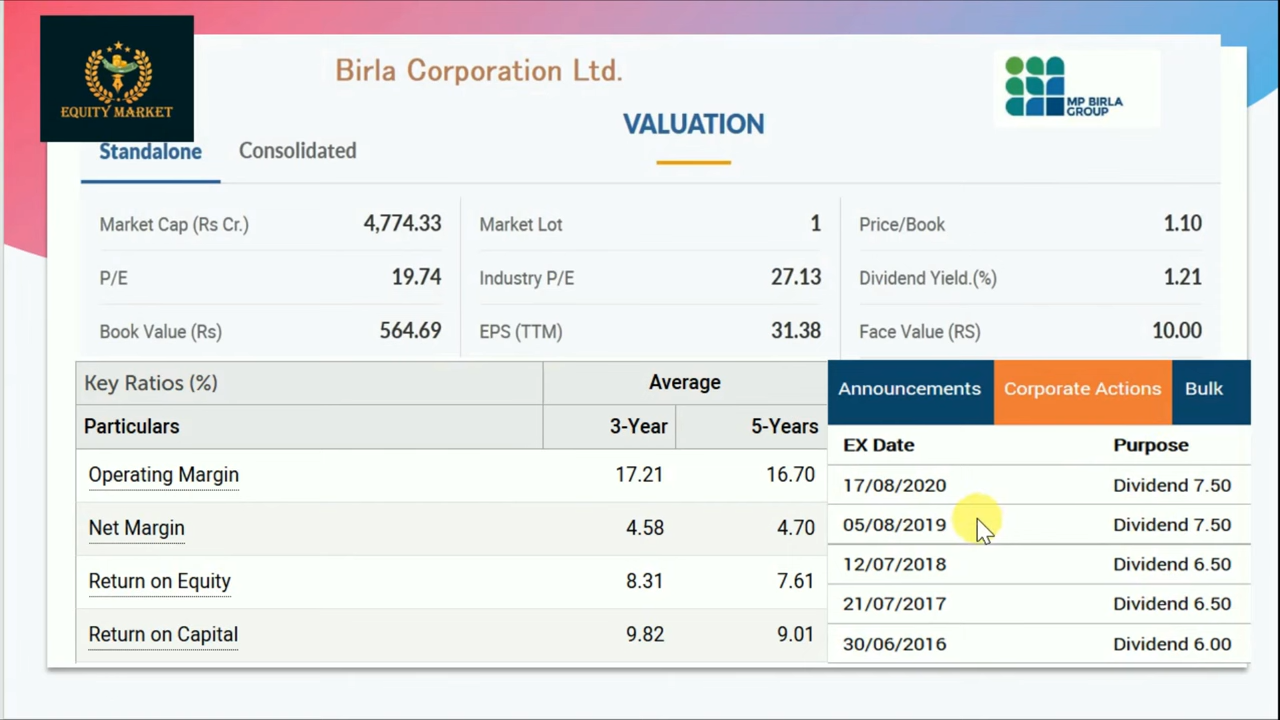 EQUITY MARKET
Birla Corporation Ltd.
MP BIRLA
GROUP
VALUATION
Standalone Consolidated
Market Cap (Rs Cr.) 4,774.33 Market Lot 1 Price/Book 1.10
P/E 19.74 Industry P/E 27.13 Dividend Yield.(%) 1.21
Book Value (Rs) 564.69 EPS (TTM) 31.38 Face Value (RS) 10.00
Key Ratios (%) Average
Particulars 3-Year 5-Years
Operating Margin 17.21 16.70
Net Margin 4.58 4.70
Return on Equity 8.31 7.61
Return on Capital 9.82 9.01
Announcements Corporate Actions Bulk
EX Date Purpose
17/08/2020 Dividend 7.50
05/08/2019 Dividend 7.50
12/07/2018 Dividend 6.50
21/07/2017 Dividend 6.50
30/06/2016 Dividend 6.00